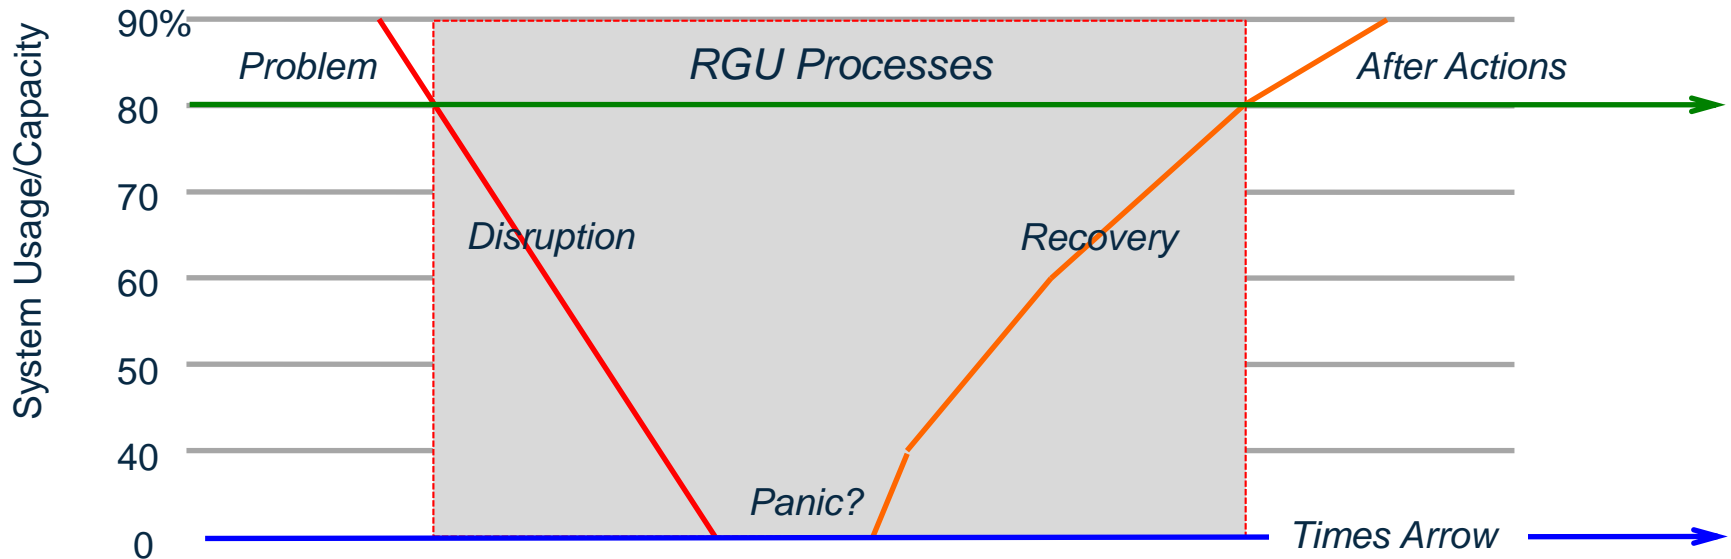 System Usage/Capacity
90%
Problem
RGU Processes
After Actions
80
70
Disruption
Recovery
60
50
40
Panic?
0
Times Arrow